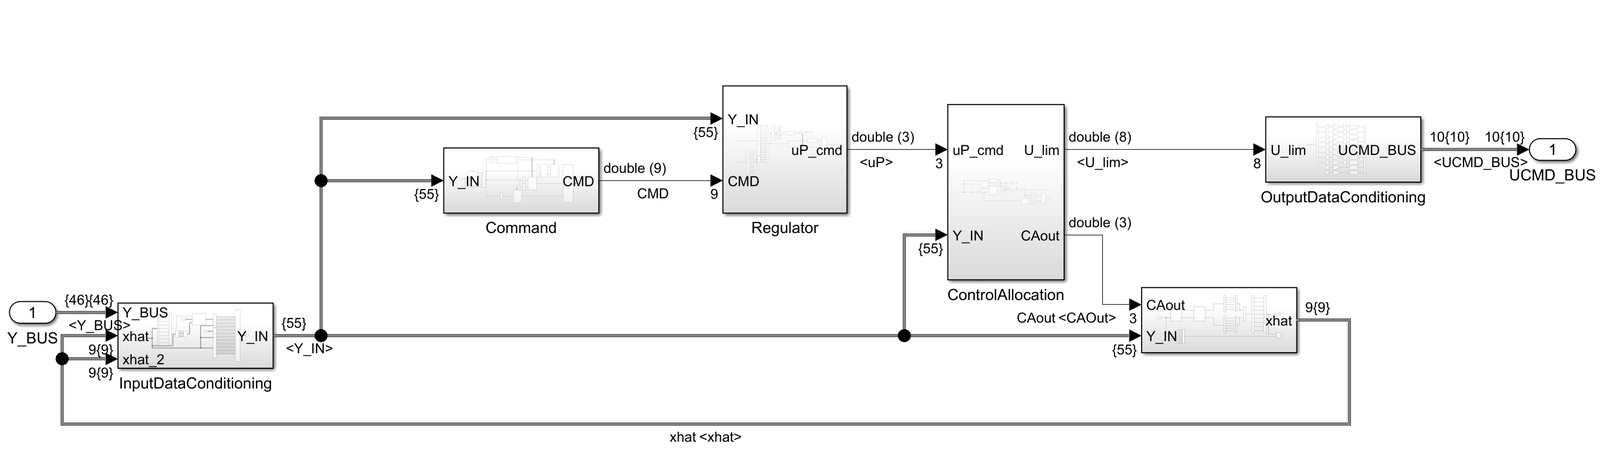 1
Y_BUS
{46}{46}
<Y_BUS>
9{9}
9{9}
Y_BUS
xhat
xhat_2
Y_IN
InputDataConditioning
{55}
<Y_IN>
Y_IN
{55}
CMD
Command
double (9)
CMD
{55}
9
Y_IN
CMD
uP_cmd
Regulator
double (3)
<uP>
3
{55}
uP_cmd
Y_IN
U_lim
CAout
ControlAllocation
double (8)
<U_lim>
8
double (3)
CAout <CAOut>
3
{55}
CAout
Y_IN
xhat
9{9}
xhat <xhat>
U_lim
UCMD_BUS
OutputDataConditioning
10{10}
10{10}
<UCMD_BUS>
1
UCMD_BUS